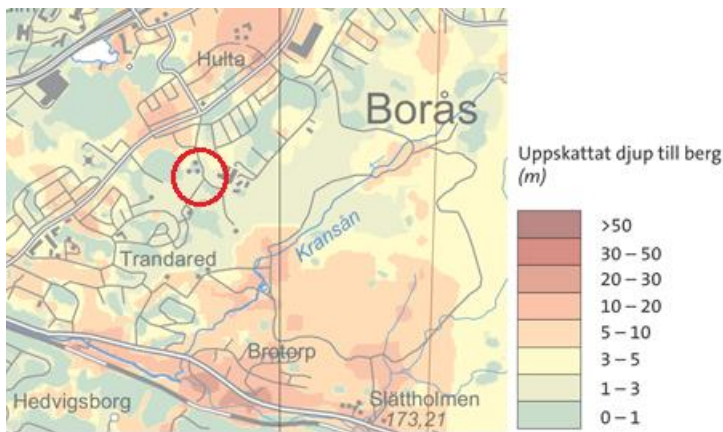 Hulta
Borås
Kransån
Trandared
Brotorp
Hedvigsborg
Slättholmen
173,21
Uppskattat djup till berg
(m)
>50
30 – 50
20 – 30
10 – 20
5 – 10
3 – 5
1 – 3
0 – 1